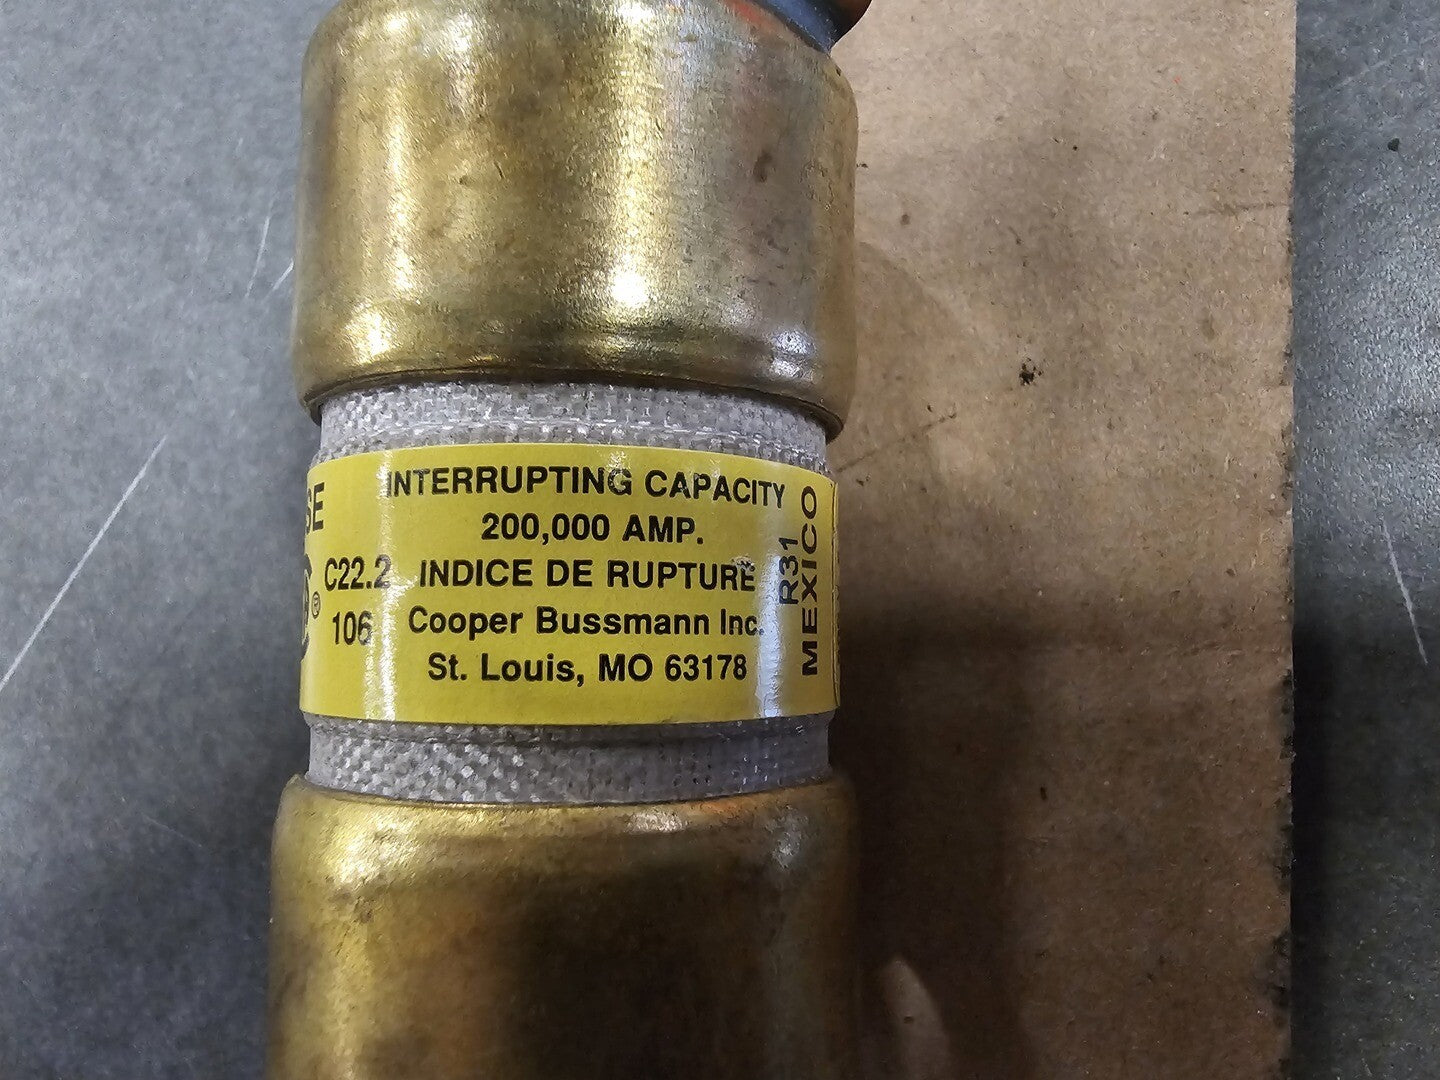 INTERRUPTING CAPACITY
200,000 AMP.
C22.2
INDICE DE RUPTURE
106
Cooper Bussmann Inc.
St. Louis, MO 63178
R31
MEXICO
®